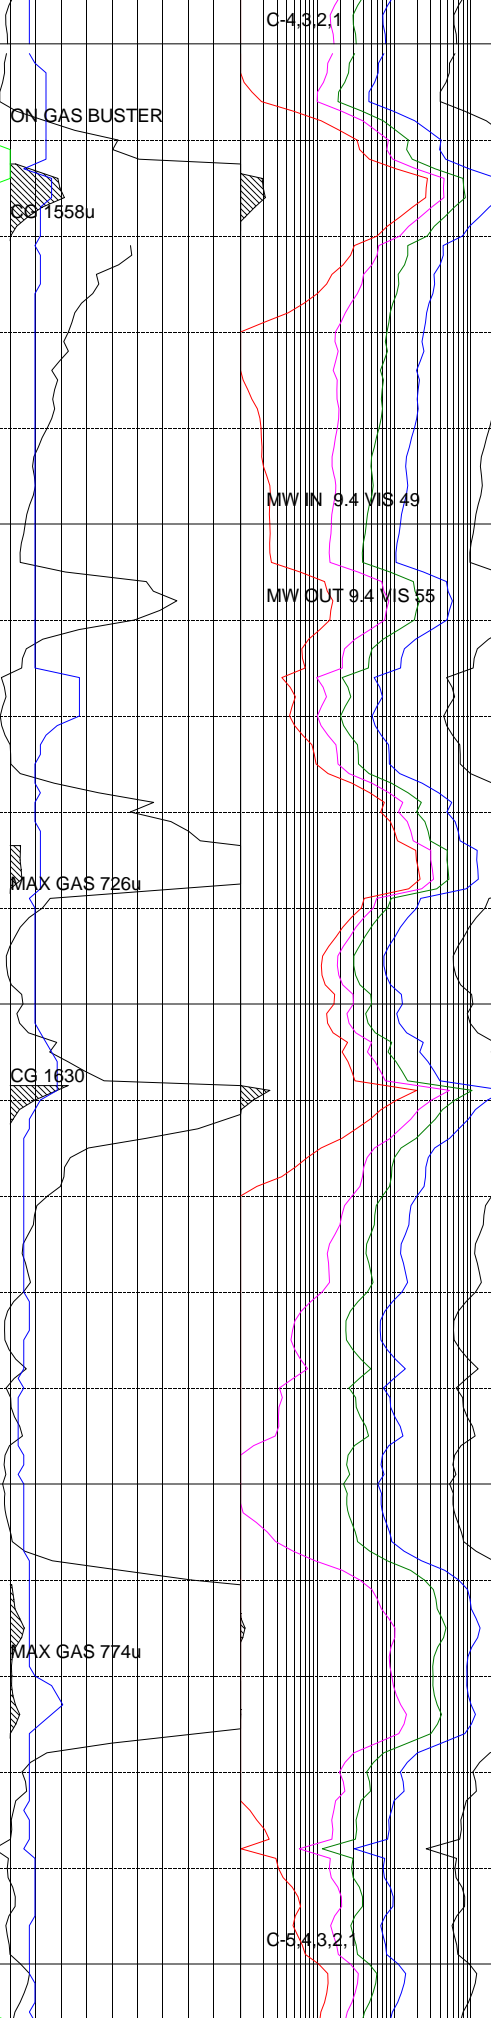 C-4,3,2,1
ON GAS BUSTER
CG 1558u
MW IN 9.4 VIS 49
MW OUT 9.4 VIS 55
MAX GAS 726u
CG 1630
MAX GAS 774u
C-5,4,3,2,1